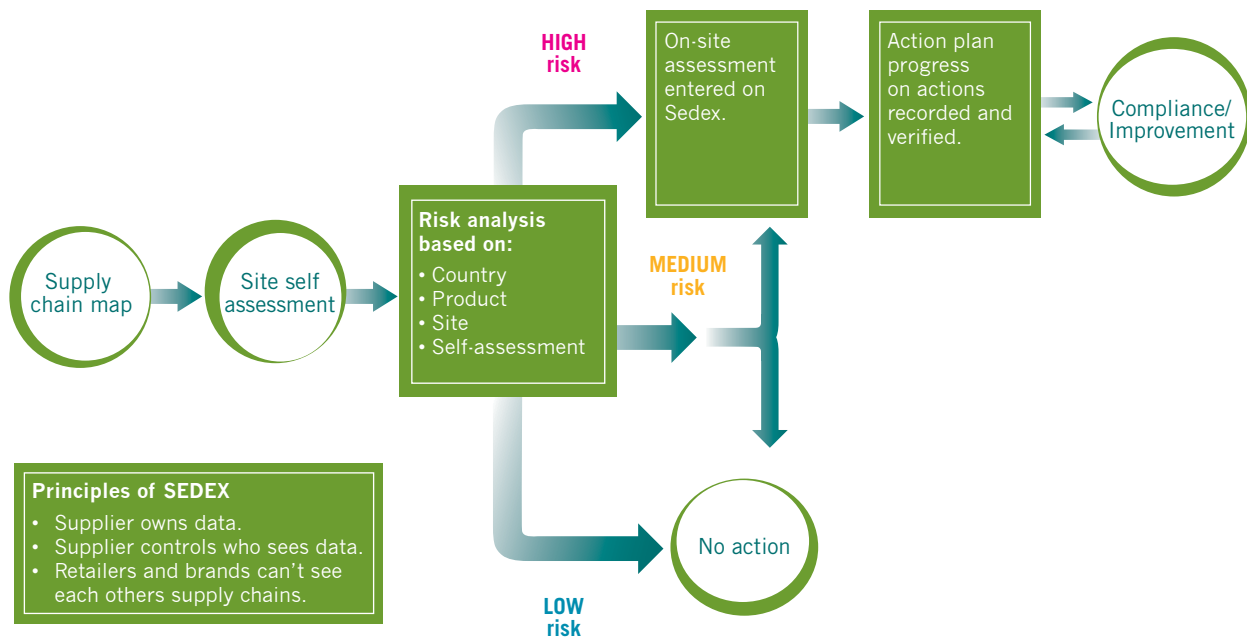 Supply
chain map
Site self
assessment
Risk analysis
based on:
• Country
• Product
• Site
• Self-assessment
HIGH
risk
On-site
assessment
entered on
Sedex.
Action plan
progress
on actions
recorded and
verified.
Compliance/
Improvement
MEDIUM
risk
LOW
risk
No action
Principles of SEDEX
• Supplier owns data.
• Supplier controls who sees data.
• Retailers and brands can’t see
each others supply chains.